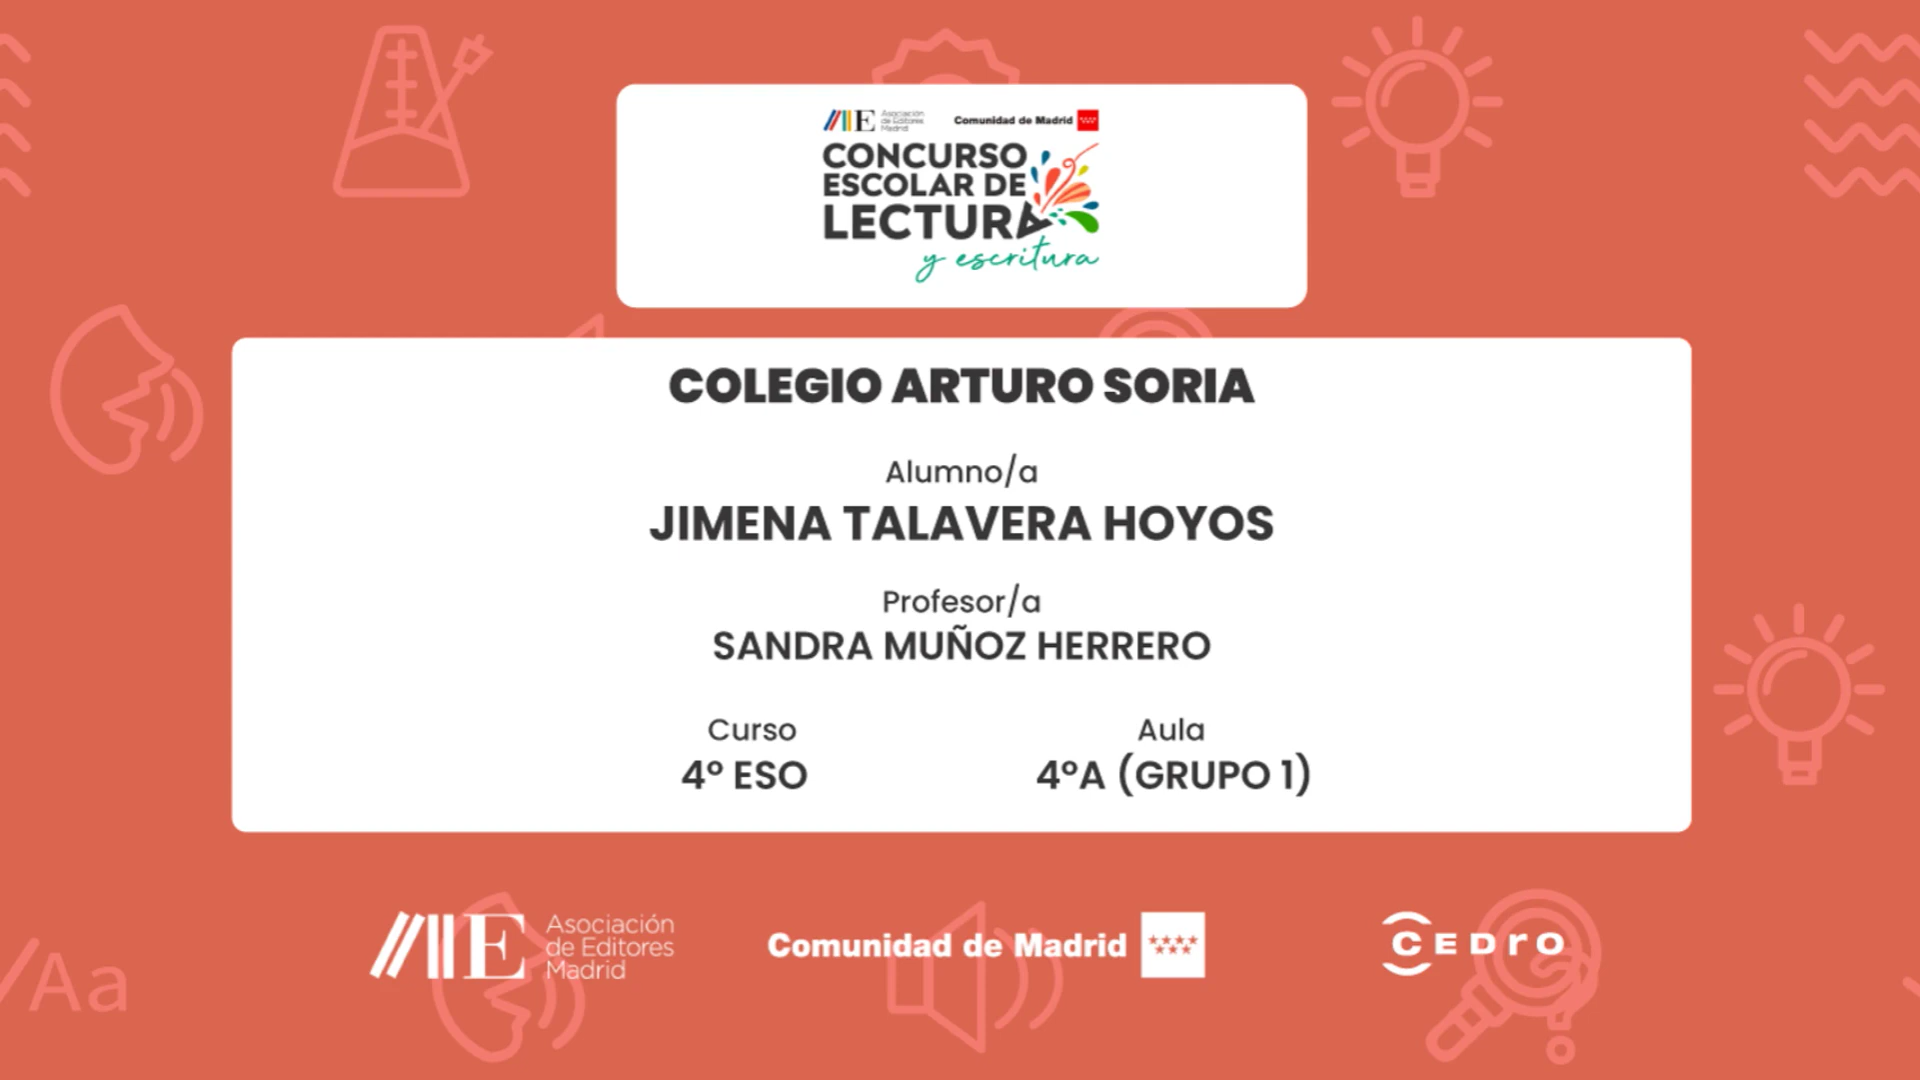 Asociación
de Editores
Madrid
Comunidad de Madrid
CONCURSO
ESCOLAR DE
LECTURA
y escritura
COLEGIO ARTURO SORIA
Alumno/a
JIMENA TALAVERA HOYOS
Profesor/a
SANDRA MUÑOZ HERRERO
Curso
Aula
4º ESO
4ºA (GRUPO 1)
Asociación
de Editores
Madrid
Comunidad de Madrid
CEDro
Aa